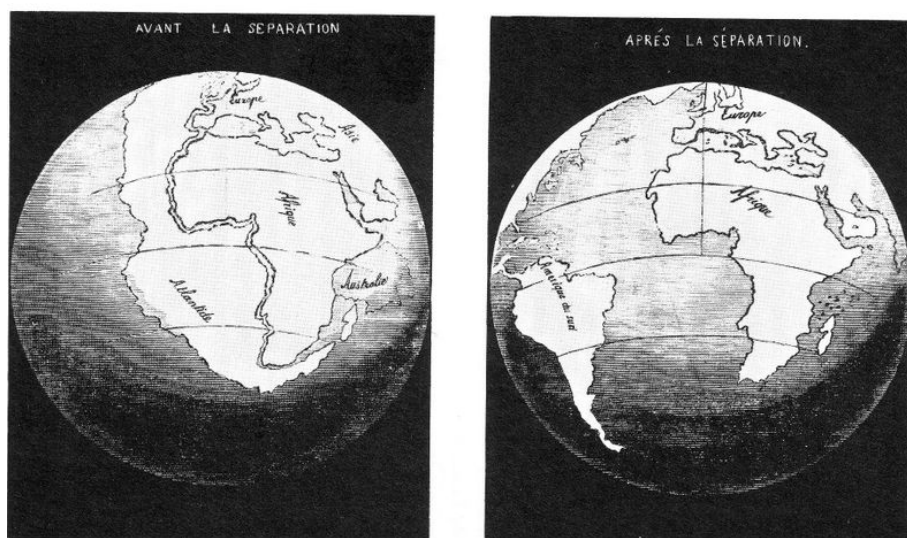 AVANT LA SEPARATION
Europe
Asie
Afrique
Atlantide
Australie
APRÉS LA SÉPARATION.
Europe
Afrique
Amérique du sud